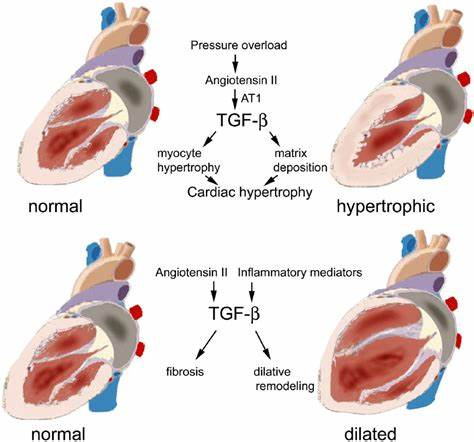 Pressure overload
Angiotensin II
AT1
TGF-β
myocyte
hypertrophy
matrix
deposition
Cardiac hypertrophy
normal
hypertrophic
Angiotensin II
Inflammatory mediators
TGF-β
fibrosis
dilative
remodeling
normal
dilated